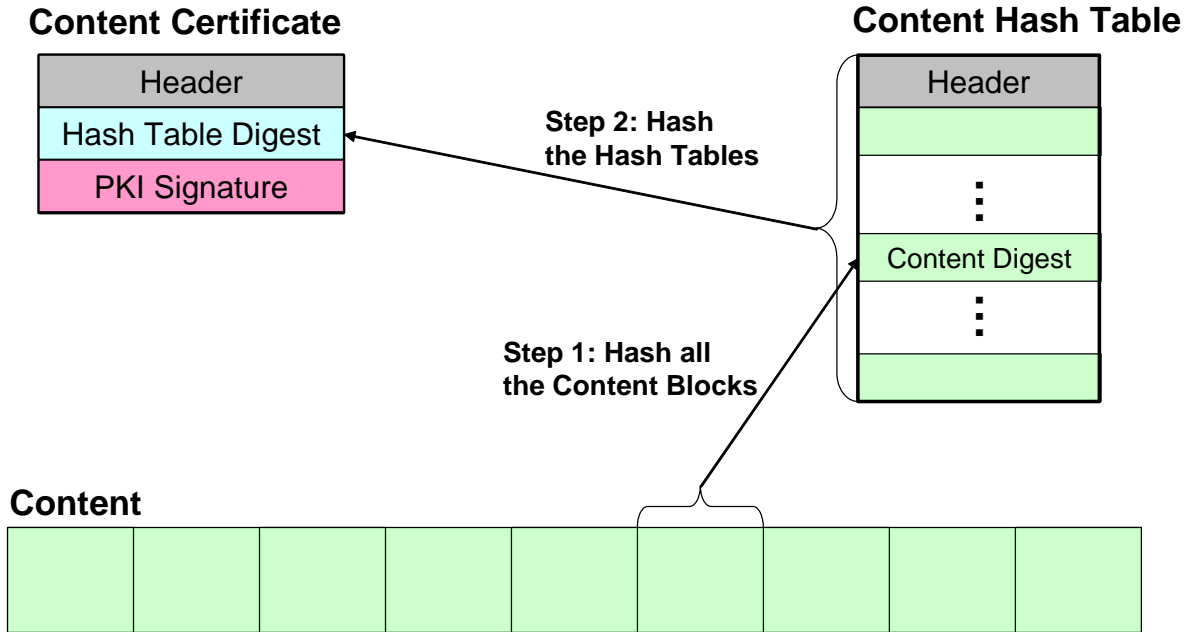 Content Certificate
Header
Hash Table Digest
PKI Signature
Step 2: Hash
the Hash Tables
Content Hash Table
Header
Content Digest
Step 1: Hash all
the Content Blocks
Content